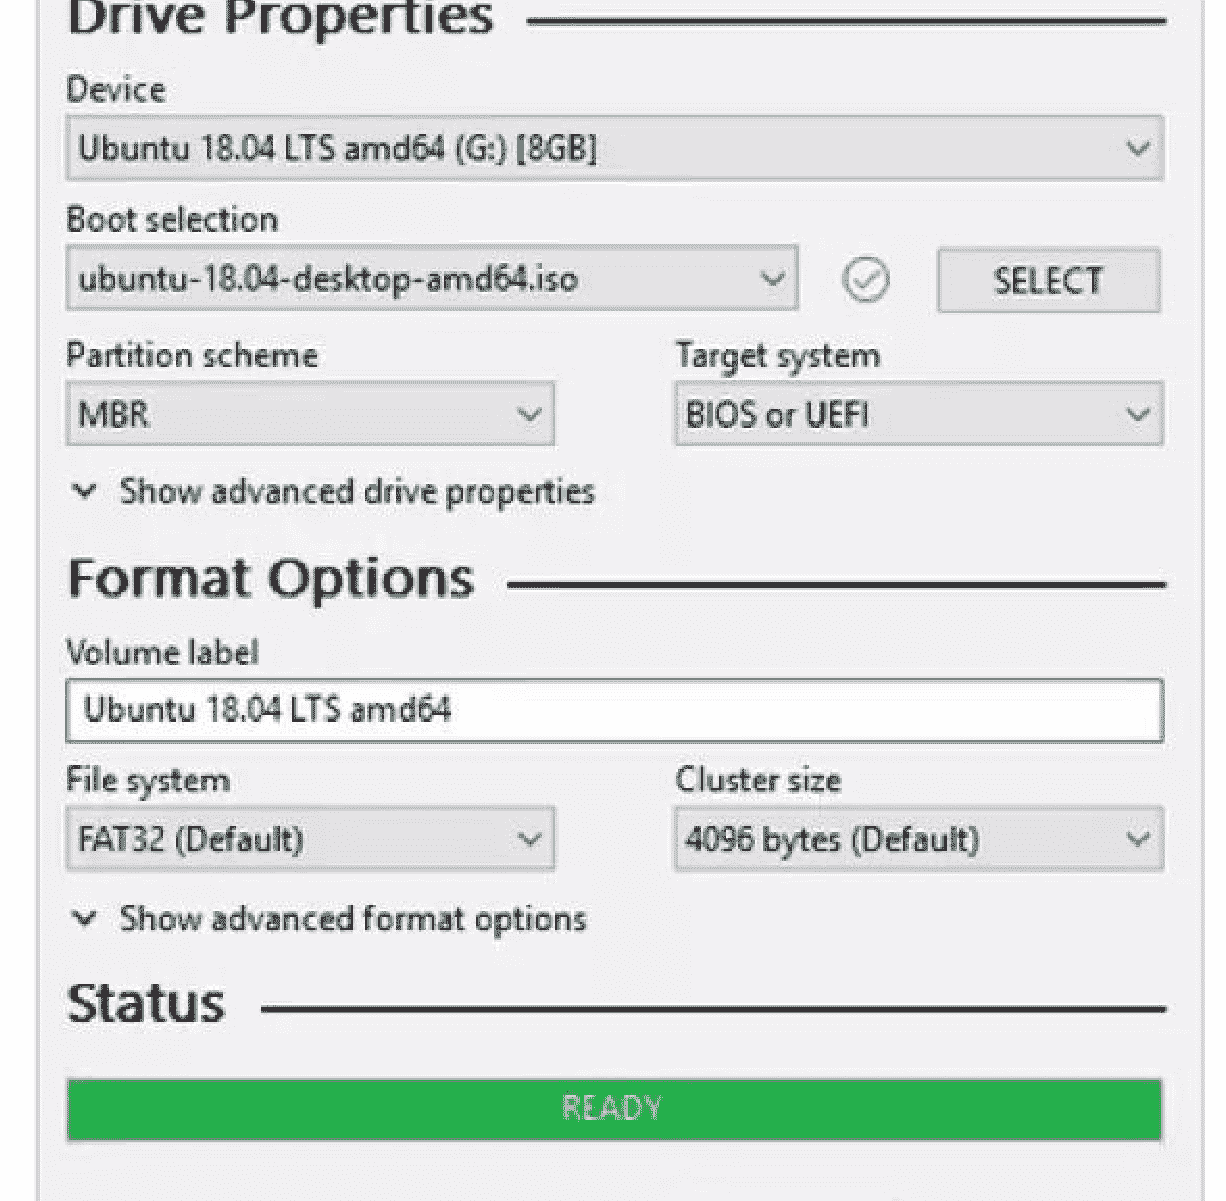 Drive Properties
Device
Ubuntu 18.04 LTS amd64 (G:) [8GB]
Boot selection
ubuntu-18.04-desktop-amd64.iso
SELECT
Partition scheme
Target system
MBR
BIOS or UEFI
Show advanced drive properties
Format Options
Volume label
Ubuntu 18.04 LTS amd64
File system
Cluster size
FAT32 (Default)
4096 bytes (Default)
Show advanced format options
Status
READY